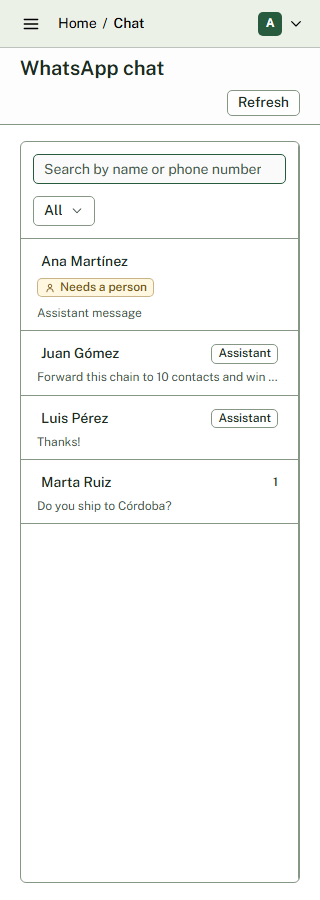 Home / Chat
A
WhatsApp chat
Refresh
Search by name or phone number
All
Ana Martínez
Needs a person
Assistant message
Juan Gómez
Assistant
Forward this chain to 10 contacts and win ...
Luis Pérez
Assistant
Thanks!
Marta Ruiz
1
Do you ship to Córdoba?